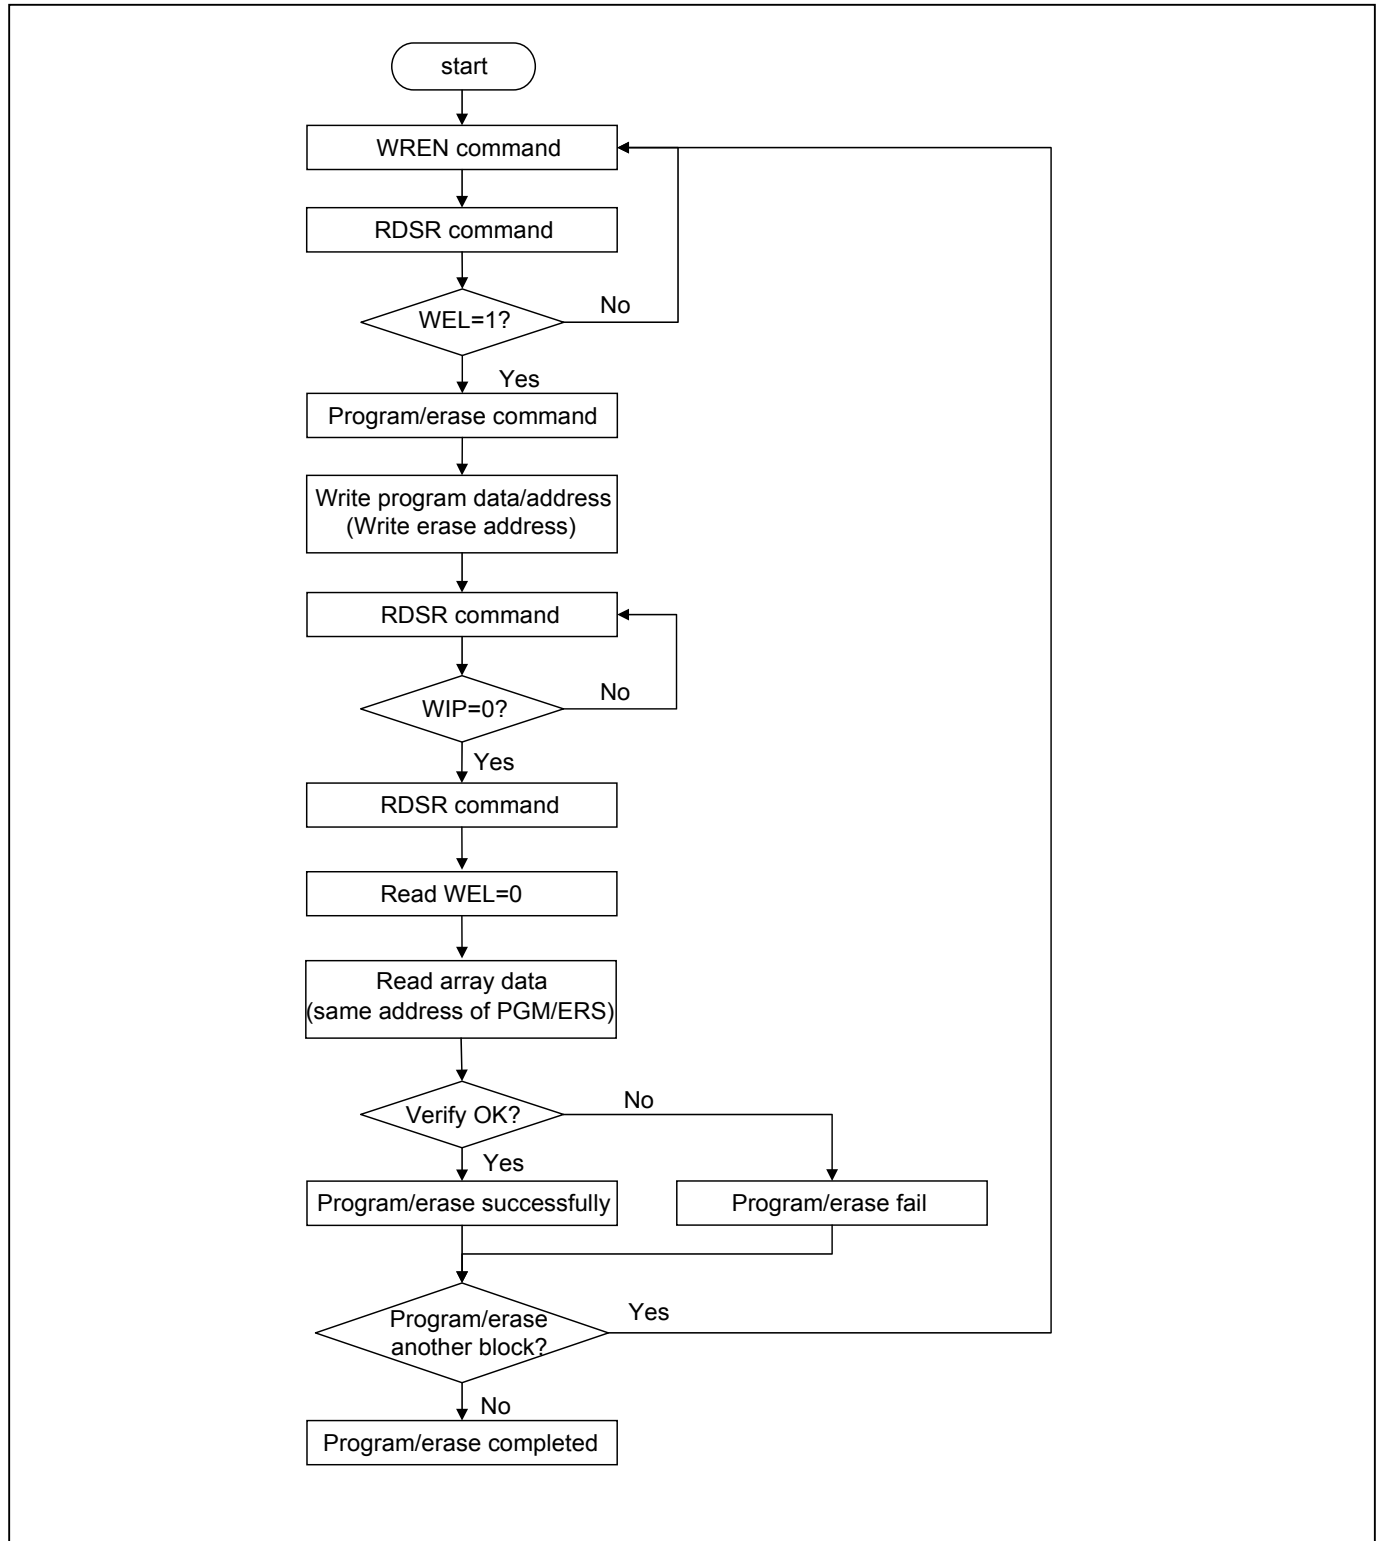 start
WREN command
RDSR command
WEL=1?
No
Yes
Program/erase command
Write program data/address
(Write erase address)
RDSR command
WIP=0?
No
Yes
RDSR command
Read WEL=0
Read array data
(same address of PGM/ERS)
Verify OK?
No
Yes
Program/erase successfully
Program/erase fail
Program/erase
another block?
Yes
No
Program/erase completed